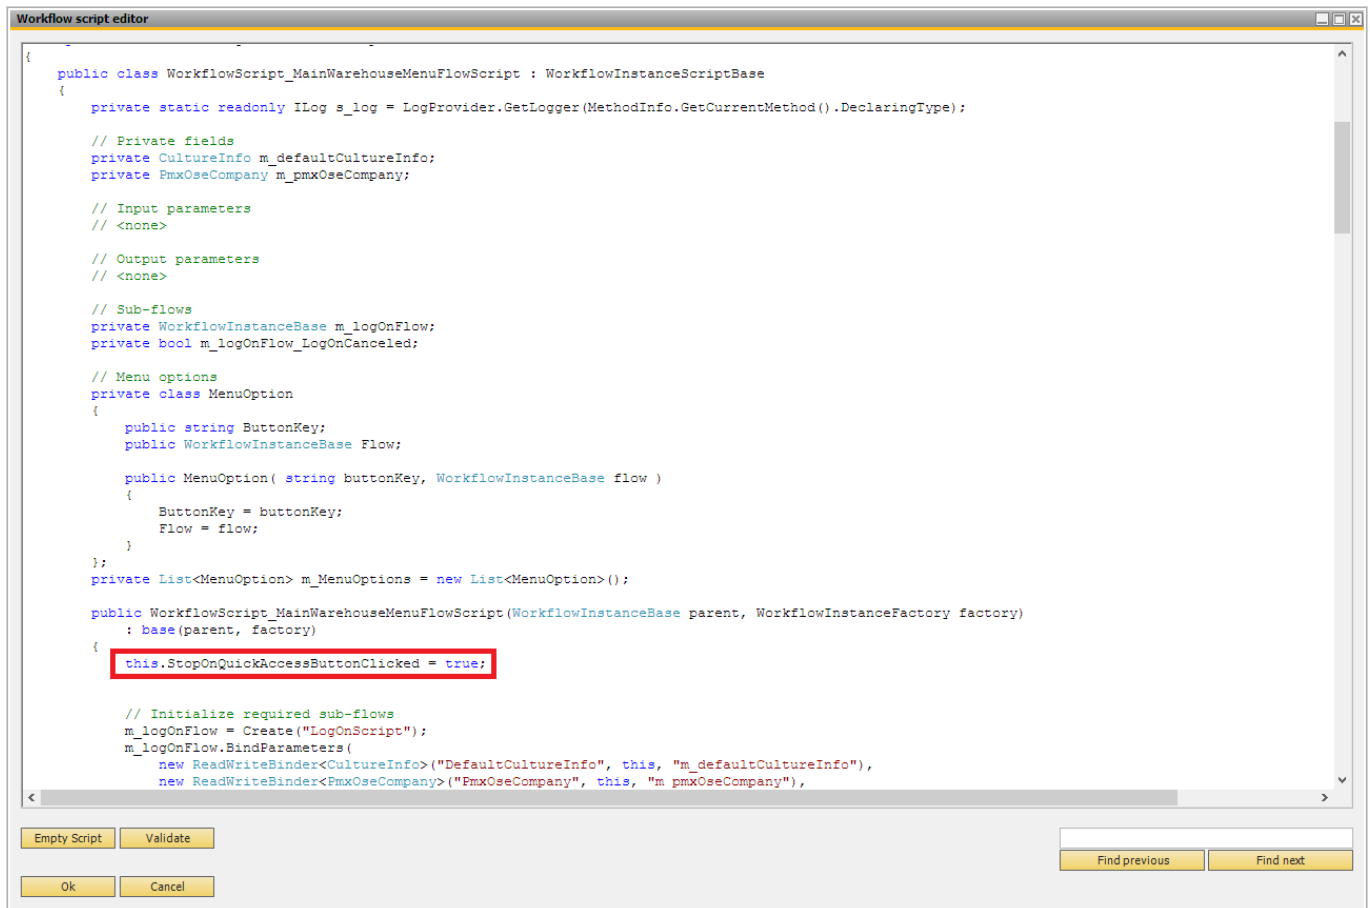 Workflow script editor
{
public class WorkflowScript_MainWarehouseMenuFlowScript : WorkflowInstanceScriptBase
{
private static readonly ILog s_log = LogProvider.GetLogger(MethodInfo.GetCurrentMethod().DeclaringType);
// Private fields
private CultureInfo m_defaultCultureInfo;
private PmxOseCompany m_pmxOseCompany;
// Input parameters
// <none>
// Output parameters
// <none>
// Sub-flows
private WorkflowInstanceBase m_logOnFlow;
private bool m_logOnFlow_LogOnCanceled;
// Menu options
private class MenuOption
{
public string ButtonKey;
public WorkflowInstanceBase Flow;
public MenuOption( string buttonKey, WorkflowInstanceBase flow )
{
ButtonKey = buttonKey;
Flow = flow;
}
};
private List<MenuOption> m_MenuOptions = new List<MenuOption>();
public WorkflowScript_MainWarehouseMenuFlowScript(WorkflowInstanceBase parent, WorkflowInstanceFactory factory)
: base(parent, factory)
{
this.StopOnQuickAccessButtonClicked = true;
// Initialize required sub-flows
m_logOnFlow = Create("LogOnScript");
m_logOnFlow.BindParameters(
new ReadWriteBinder<CultureInfo>("DefaultCultureInfo", this, "m_defaultCultureInfo"),
new ReadWriteBinder<PmxOseCompany>("PmxOseCompany", this, "m_pmxOseCompany"),
Empty Script
Validate
Find previous
Find next
Ok
Cancel